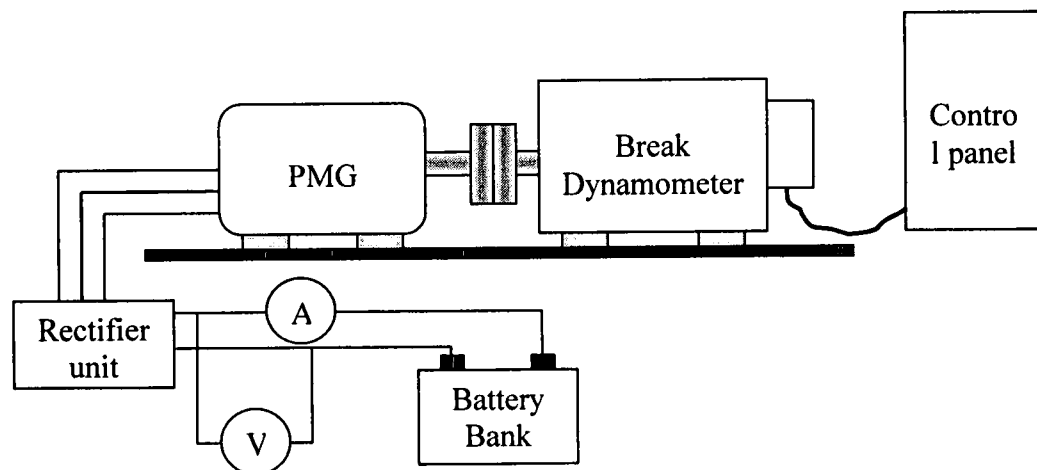 PMG
Break
Dynamometer
Contro
l panel
Rectifier
unit
A
V
Battery
Bank